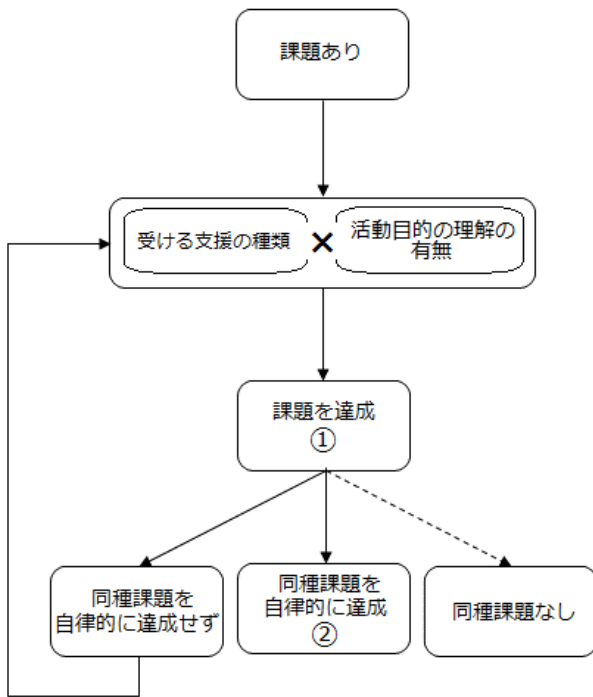 課題あり
受ける支援の種類
×
活動目的の理解の
有無
課題を達成
①
同種課題を
自律的に達成せず
同種課題を
自律的に達成
②
同種課題なし